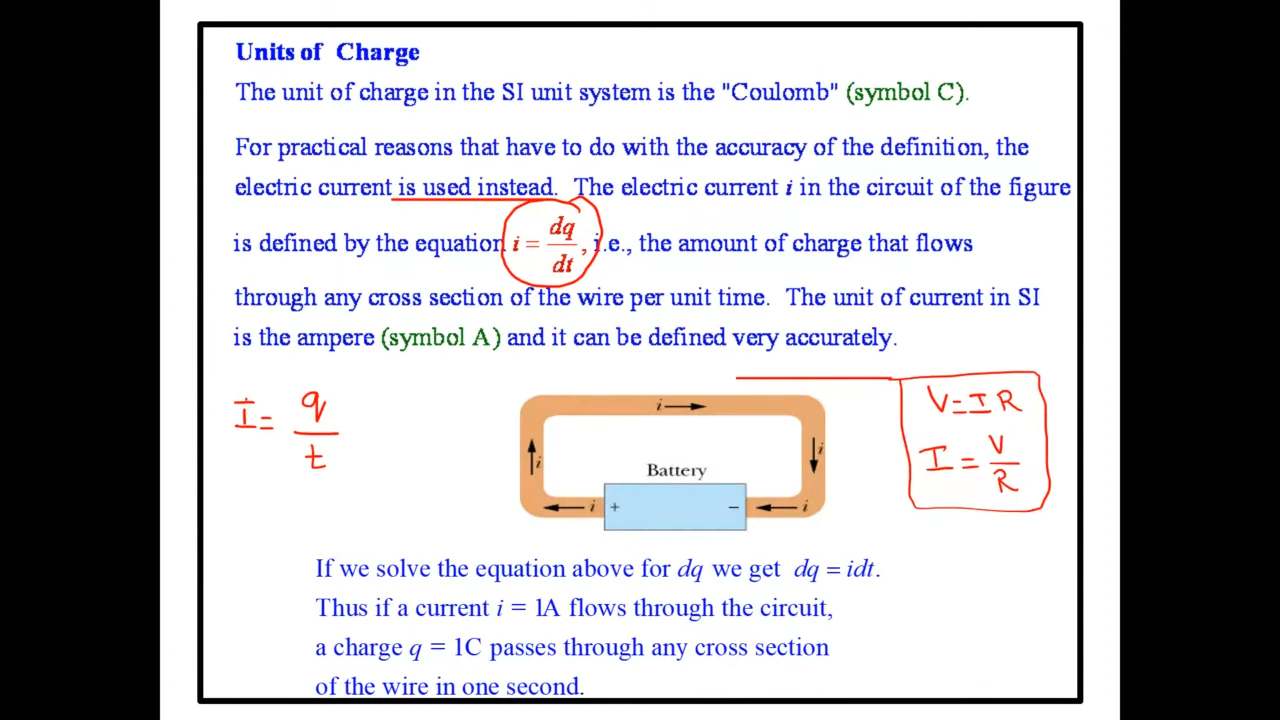 Units of Charge
The unit of charge in the SI unit system is the "Coulomb" (symbol C).
For practical reasons that have to do with the accuracy of the definition, the
electric current is used instead. The electric current i in the circuit of the figure
is defined by the equation i = dq/dt, i.e., the amount of charge that flows
through any cross section of the wire per unit time. The unit of current in SI
is the ampere (symbol A) and it can be defined very accurately.
I = q/t
i
V = IR
i
i
I = V/R
Battery
i + − i
If we solve the equation above for dq we get dq = idt.
Thus if a current i = 1A flows through the circuit,
a charge q = 1C passes through any cross section
of the wire in one second.